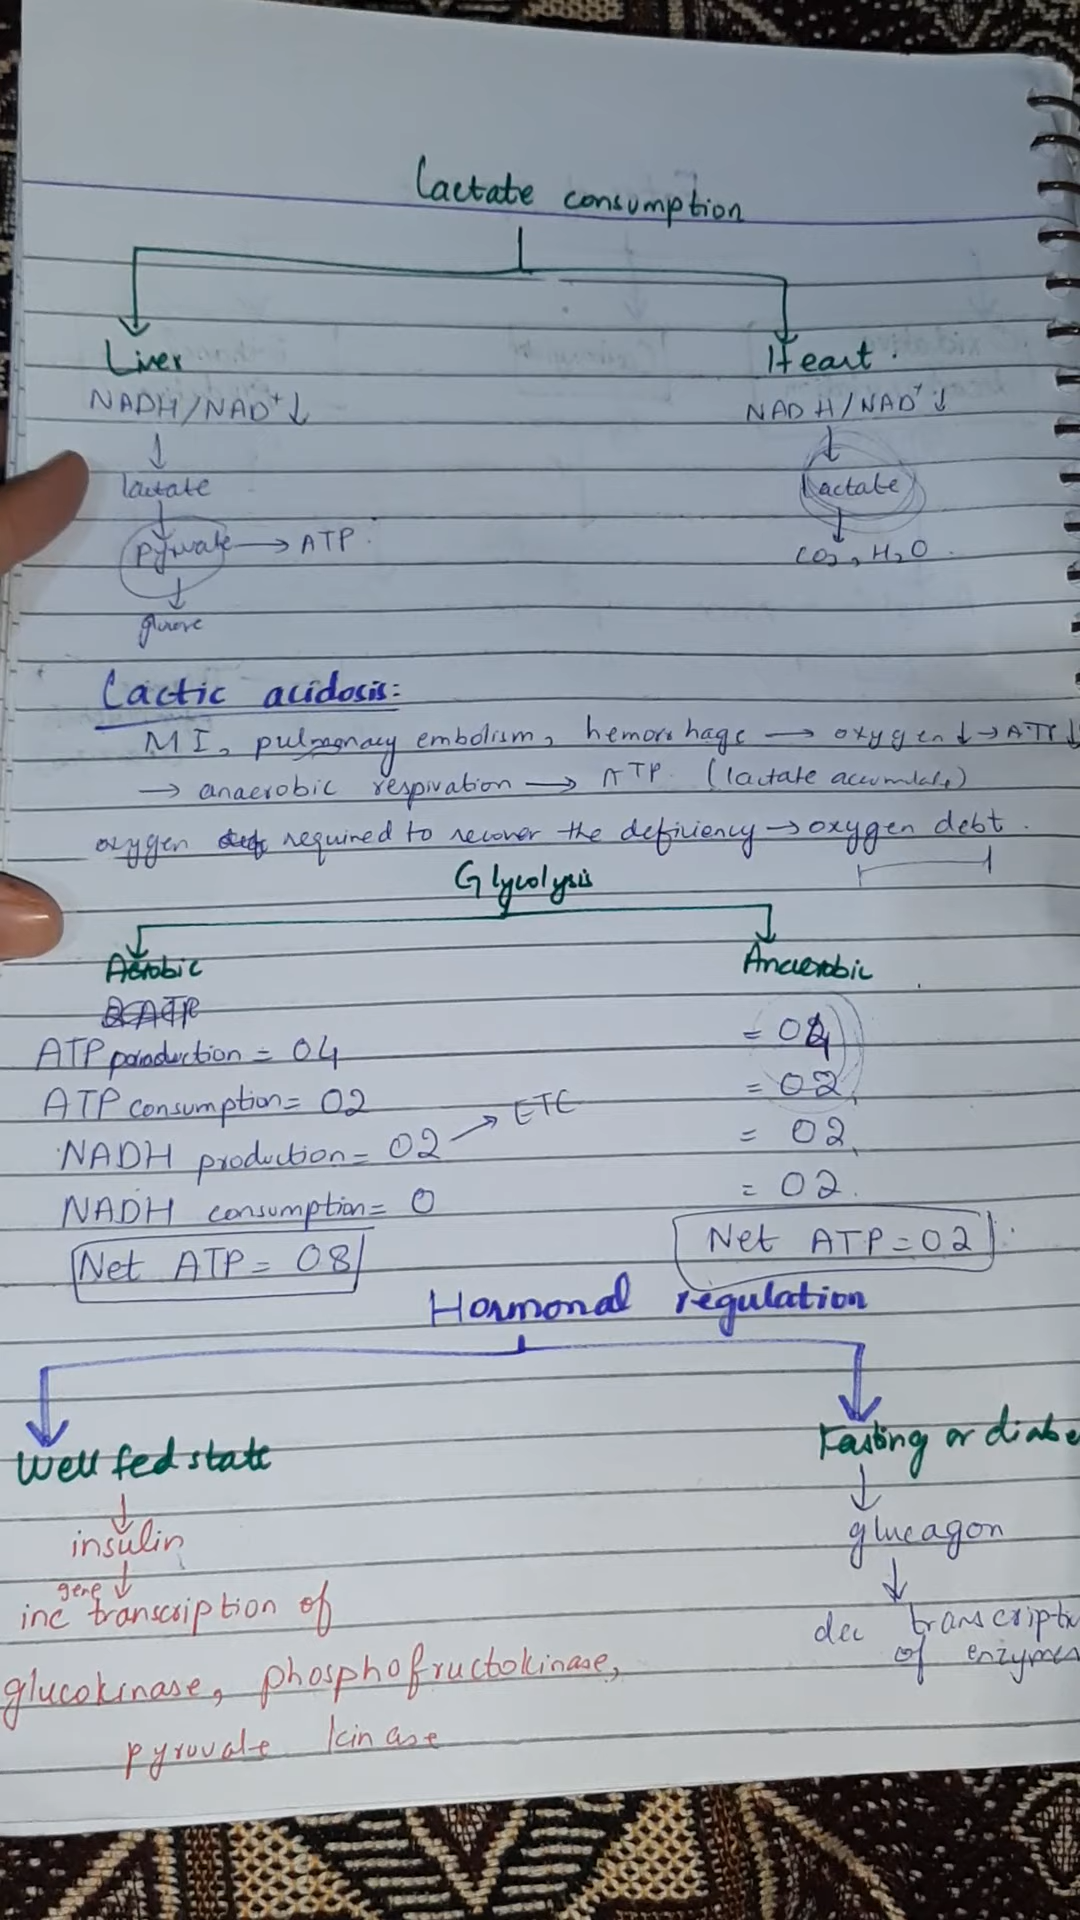 Lactate consumption
Liver
Heart.
NADH/NAD+ ↓
NADH/NAD+ ↓
↓
↓
lactate
Lactate
↓
↓
Pyruvate → ATP.
CO2, H2O.
↓
glucose
Lactic acidosis:
MI, pulmonary embolism, hemorrhage → oxygen↓ → ATP↓
→ anaerobic respiration → ATP. (lactate accumulate)
oxygen required to recover the deficiency → oxygen debt.
Glycolysis
Aerobic
Anaerobic
2 ATP
ATP production = 04
= 04
ATP consumption = 02
= 02
NADH production = 02 → ETC
= 02
NADH consumption = 0
= 02.
Net ATP = 08
Net ATP = 02
Hormonal regulation
Well fed state
Fasting or diabe
↓
↓
insulin
glucagon
gene ↓
↓
inc transcription of
dec transcriptio
of enzymes
glucokinase, phosphofructokinase,
pyruvate kinase